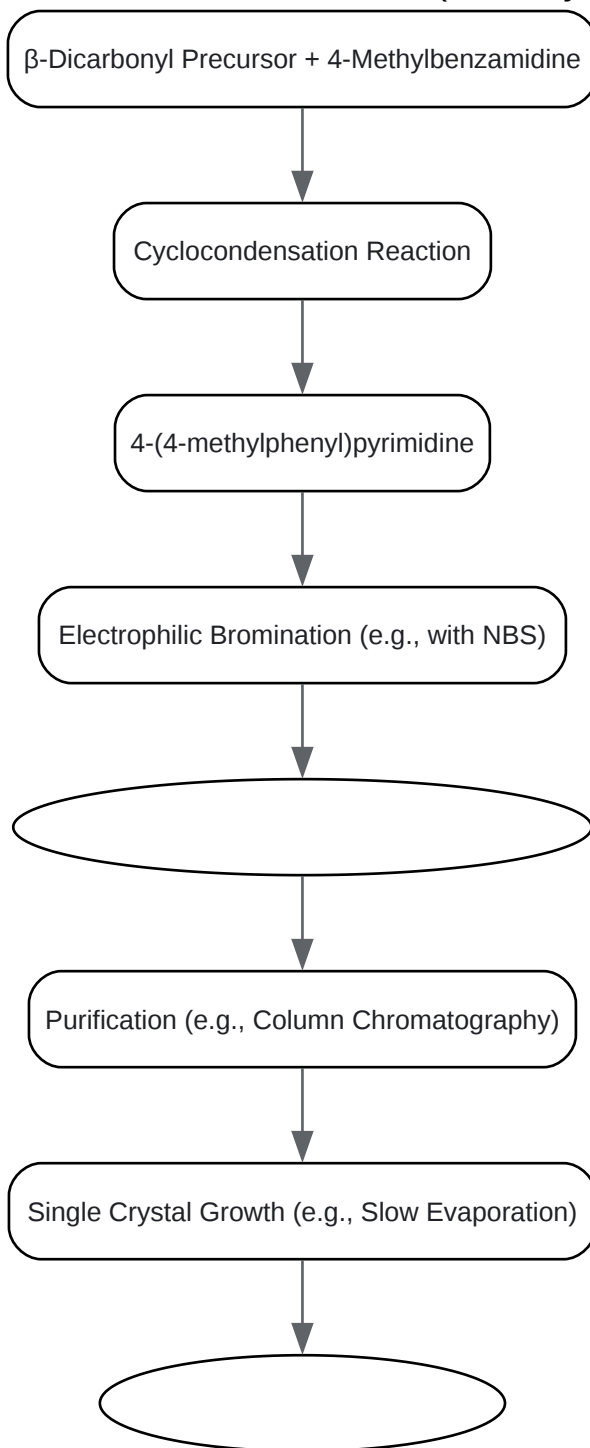 β-Dicarbonyl Precursor + 4-Methylbenzamidine
Cyclocondensation Reaction
4-(4-methylphenyl)pyrimidine
Electrophilic Bromination (e.g., with NBS)
Purification (e.g., Column Chromatography)
Single Crystal Growth (e.g., Slow Evaporation)